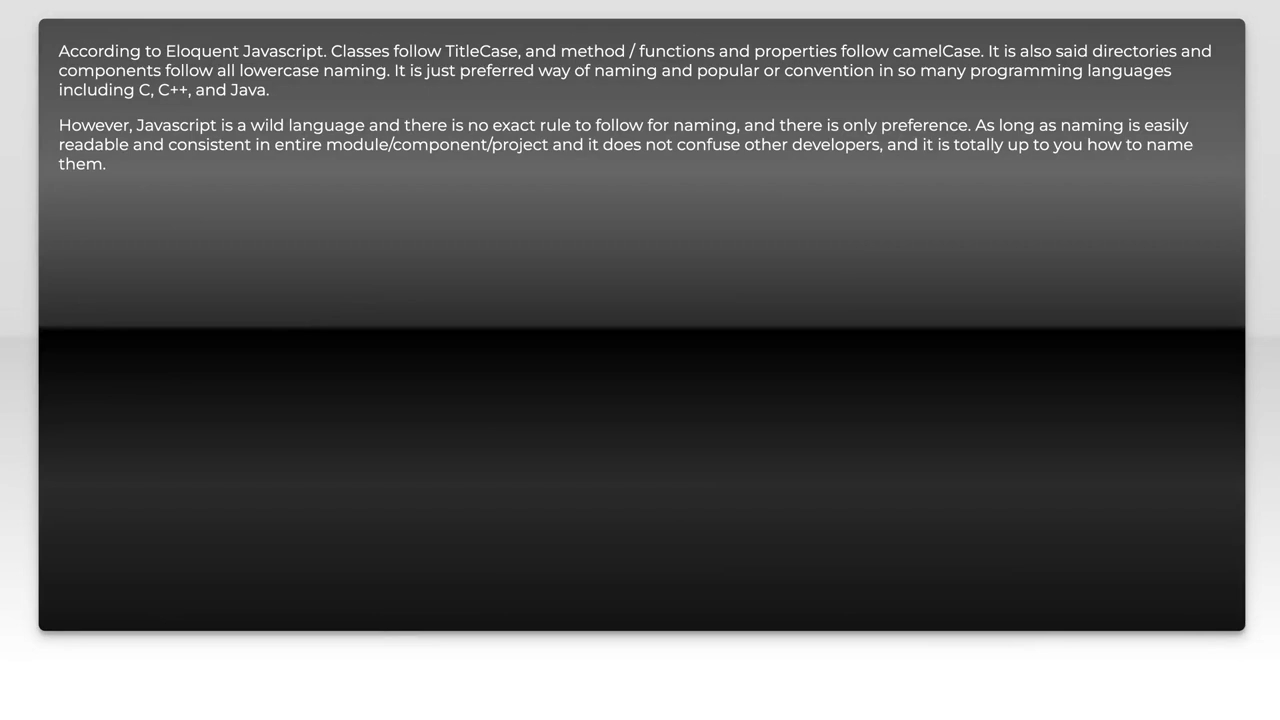 According to Eloquent Javascript. Classes follow TitleCase, and method / functions and properties follow camelCase. It is also said directories and
components follow all lowercase naming. It is just preferred way of naming and popular or convention in so many programming languages
including C, C++, and Java.
However, Javascript is a wild language and there is no exact rule to follow for naming, and there is only preference. As long as naming is easily
readable and consistent in entire module/component/project and it does not confuse other developers, and it is totally up to you how to name
them.